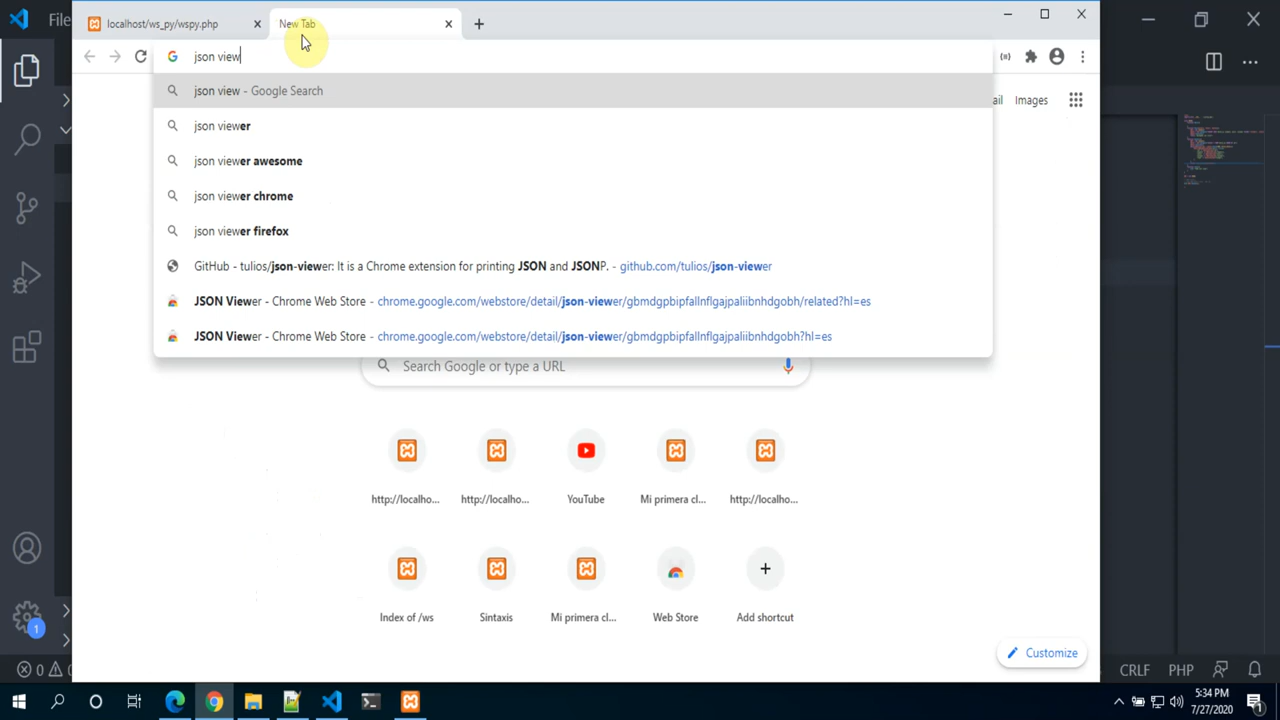 File
localhost/ws_py/wspy.php
New Tab
json view
json view - Google Search
ail Images
json viewer
json viewer awesome
json viewer chrome
json viewer firefox
GitHub - tulios/json-viewer: It is a Chrome extension for printing JSON and JSONP. - github.com/tulios/json-viewer
JSON Viewer - Chrome Web Store - chrome.google.com/webstore/detail/json-viewer/gbmdgpbipfallnflgajpaliibnhdgobh/related?hl=es
JSON Viewer - Chrome Web Store - chrome.google.com/webstore/detail/json-viewer/gbmdgpbipfallnflgajpaliibnhdgobh?hl=es
Search Google or type a URL
http://localho... http://localho... YouTube Mi primera cl... http://localho...
Index of /ws Sintaxis Mi primera cl... Web Store Add shortcut
Customize
1
0 0 CRLF PHP
5:34 PM
7/27/2020
1